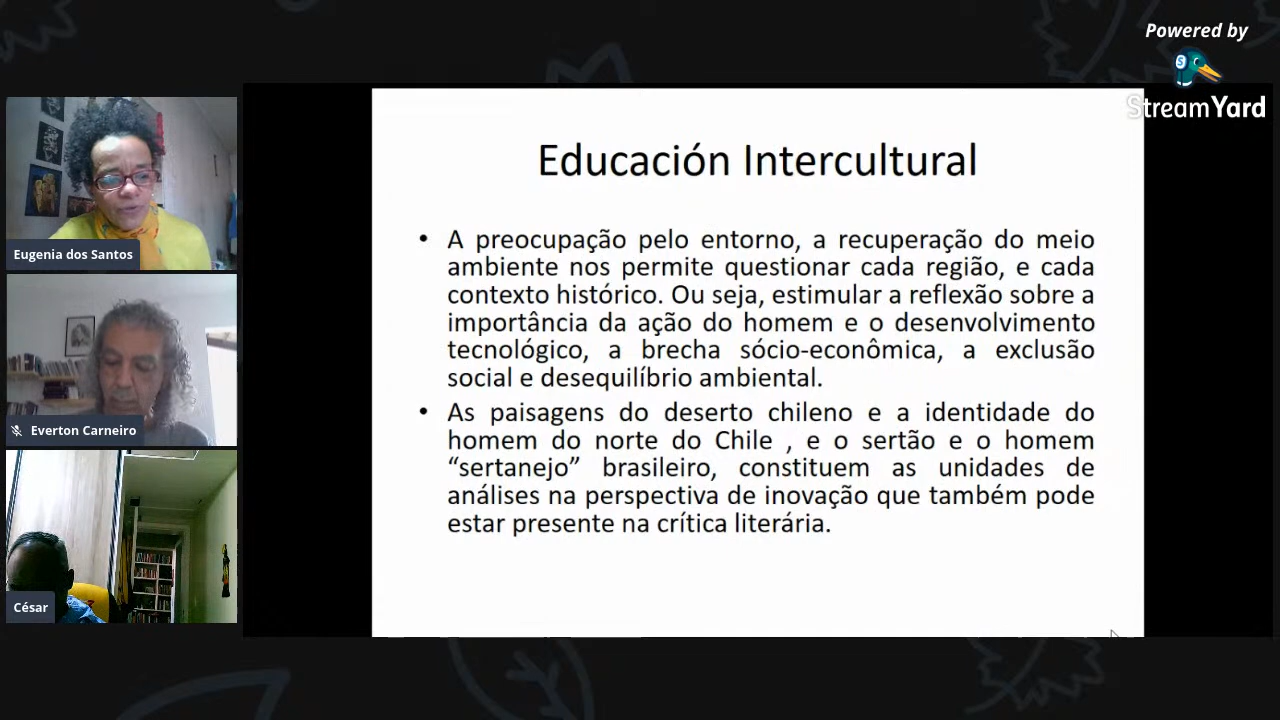 Powered by
StreamYard
Eugenia dos Santos
Everton Carneiro
César
Educación Intercultural
• A preocupação pelo entorno, a recuperação do meio
ambiente nos permite questionar cada região, e cada
contexto histórico. Ou seja, estimular a reflexão sobre a
importância da ação do homem e o desenvolvimento
tecnológico, a brecha sócio-econômica, a exclusão
social e desequilíbrio ambiental.
• As paisagens do deserto chileno e a identidade do
homem do norte do Chile , e o sertão e o homem
“sertanejo” brasileiro, constituem as unidades de
análises na perspectiva de inovação que também pode
estar presente na crítica literária.